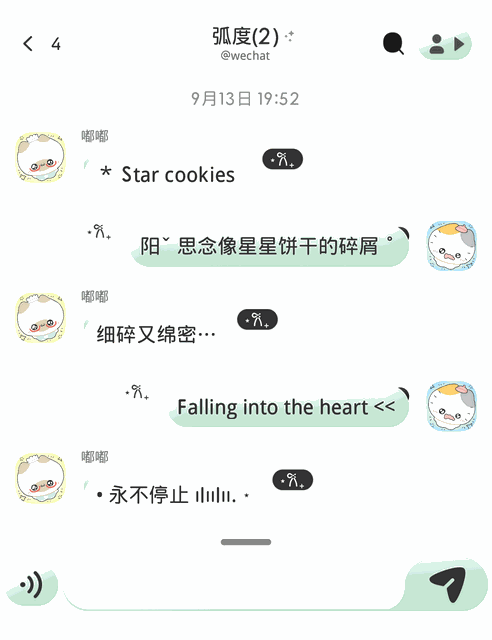 4
弧度(2)
@wechat
9月13日 19:52
嘟嘟
* Star cookies
阳ˇ 思念像星星饼干的碎屑 °
嘟嘟
细碎又绵密…
Falling into the heart <<
嘟嘟
• 永不停止 ılıılıı. ·